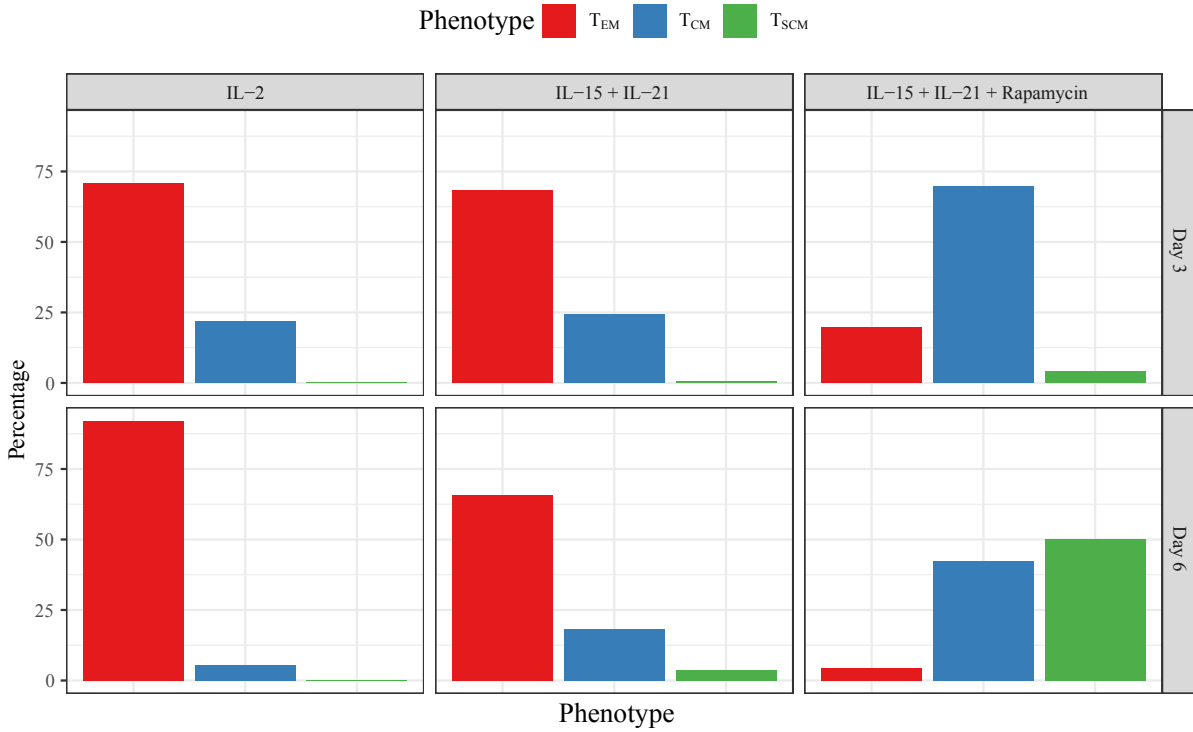 Phenotype T_EM T_CM T_SCM
IL−2 IL−15 + IL−21 IL−15 + IL−21 + Rapamycin
75
50
25
0
Day 3
75
50
25
0
Day 6
Percentage
Phenotype